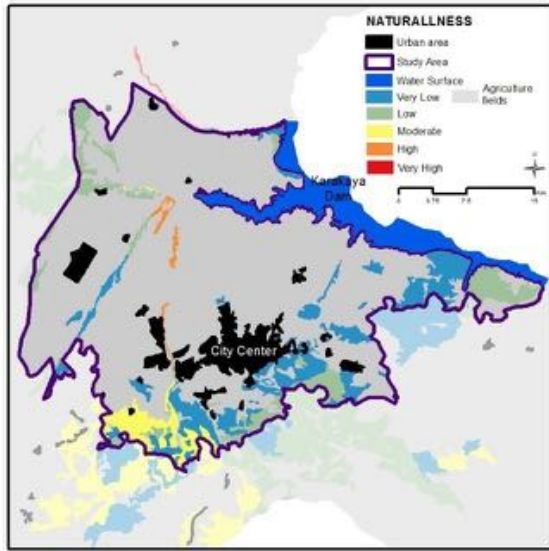 NATURALLNESS
Urban area
Study Area
Water Surface
Very Low
Agriculture
fields
Low
Moderate
High
Very High
Karakaya
Dam
City Center